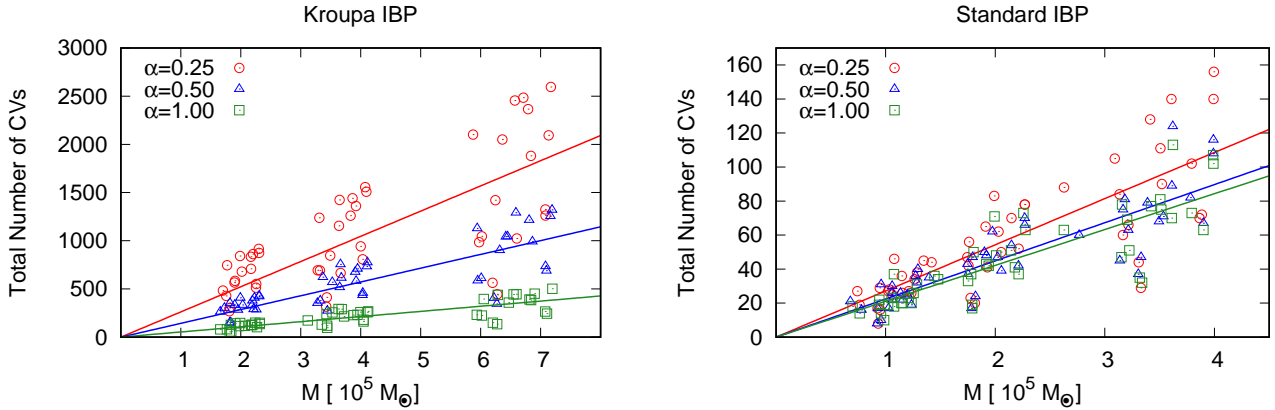 Kroupa IBP
Total Number of CVs
3000
2500
2000
1500
1000
500
0
α=0.25
α=0.50
α=1.00
1 2 3 4 5 6 7
M [ 10⁵ M☉]
Standard IBP
Total Number of CVs
160
140
120
100
80
60
40
20
0
α=0.25
α=0.50
α=1.00
1 2 3 4
M [ 10⁵ M☉]